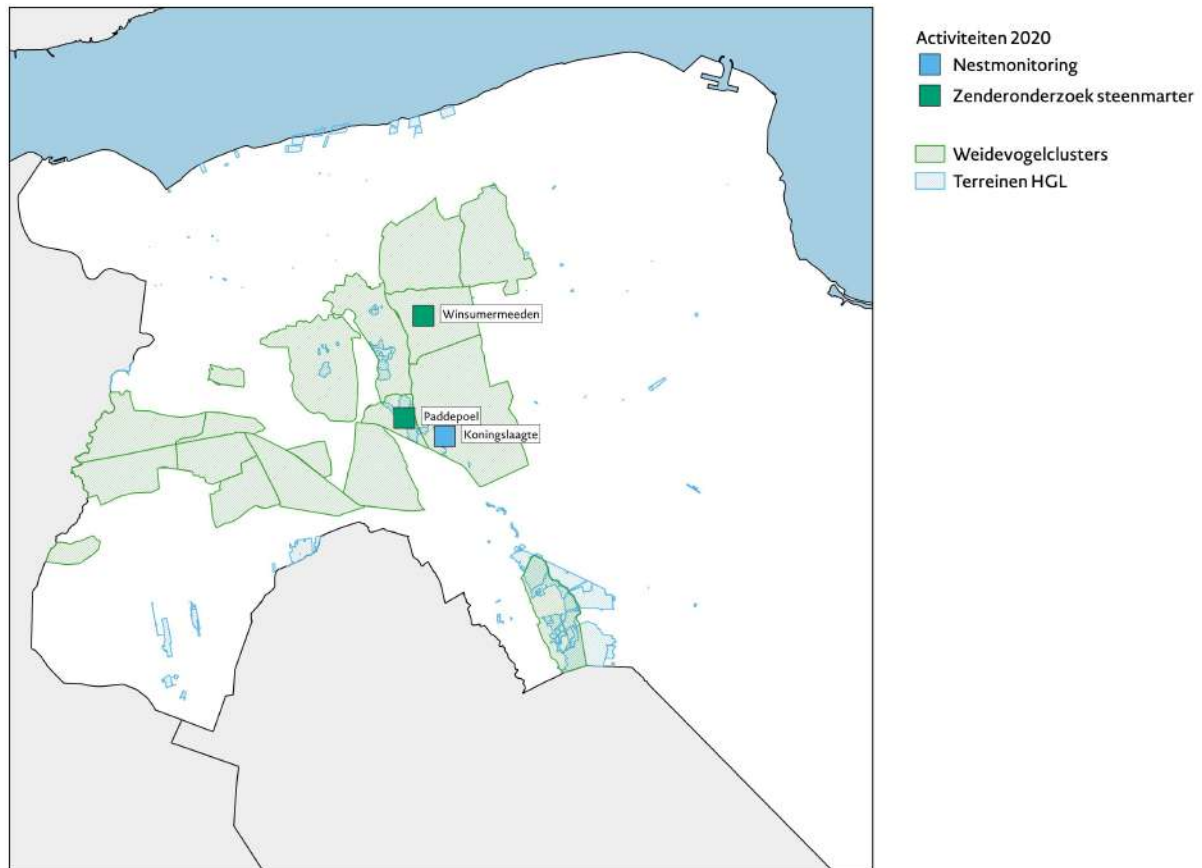 Activiteiten 2020
Nestmonitoring
Zenderonderzoek steenmarter
Weidevogelclusters
Terreinen HGL
Winsumermeeden
Paddepoel
Koningslaagte